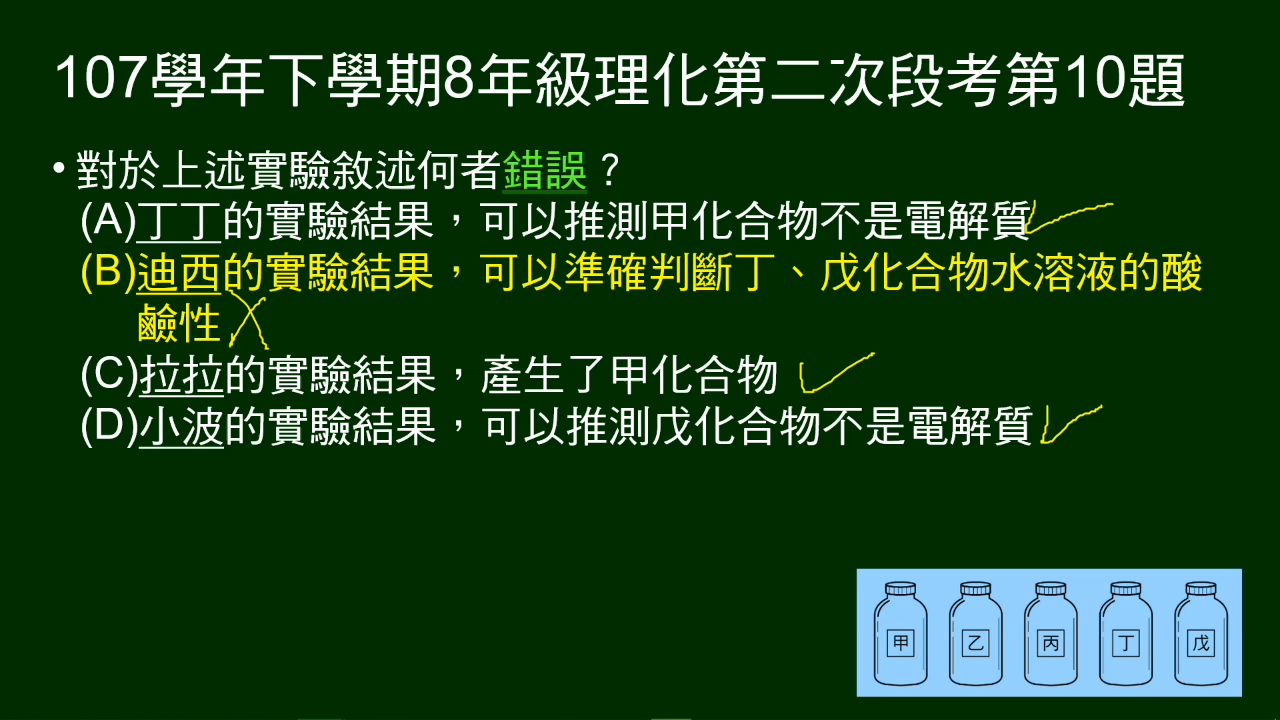 107學年下學期8年級理化第二次段考第10題
•對於上述實驗敘述何者錯誤？
(A)丁丁的實驗結果，可以推測甲化合物不是電解質
(B)迪西的實驗結果，可以準確判斷丁、戊化合物水溶液的酸
鹼性
(C)拉拉的實驗結果，產生了甲化合物
(D)小波的實驗結果，可以推測戊化合物不是電解質
甲 乙 丙 丁 戊